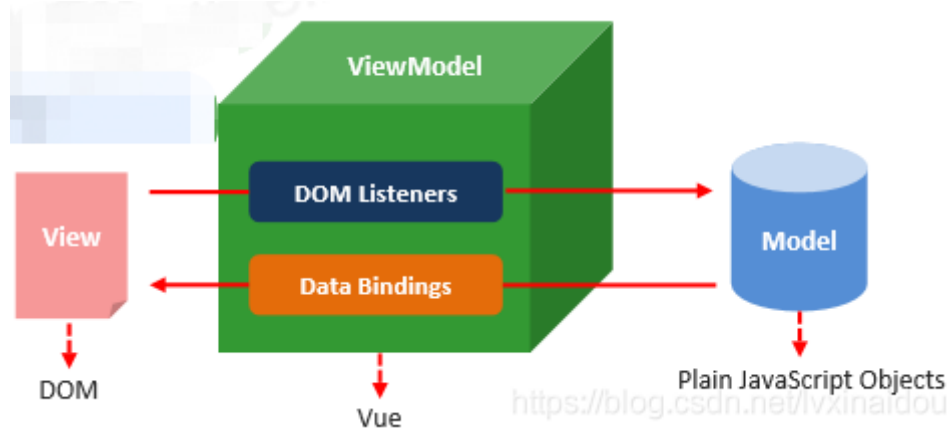 ViewModel
DOM Listeners
View
Model
Data Bindings
DOM
Plain JavaScript Objects
Vue
https://blog.csdn.net/lvxinaidou